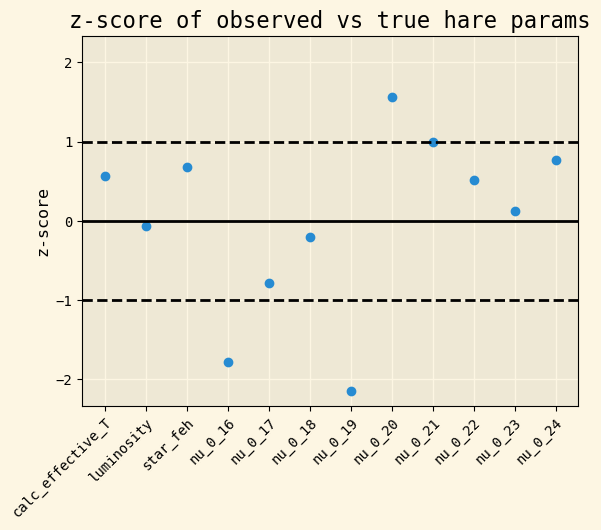 z-score of observed vs true hare params
z-score
2
1
0
−1
−2
calc_effective_T
luminosity
star_feh
nu_0_16
nu_0_17
nu_0_18
nu_0_19
nu_0_20
nu_0_21
nu_0_22
nu_0_23
nu_0_24